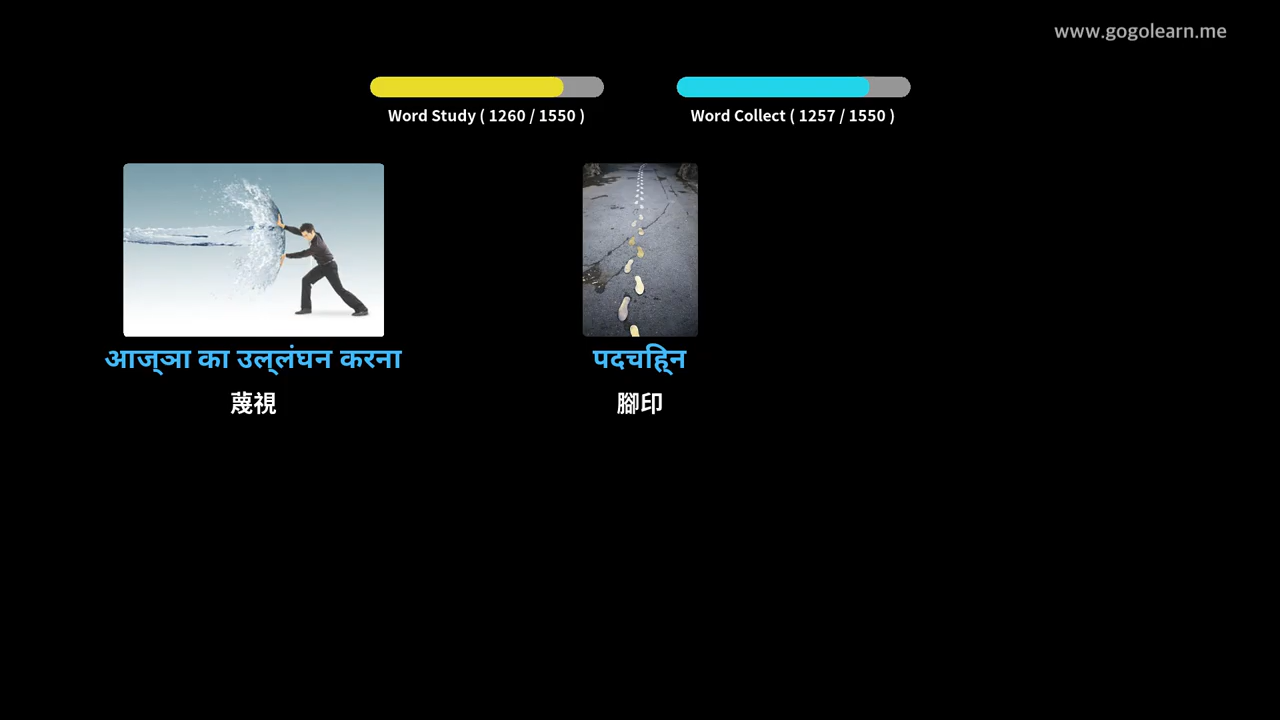 www.gogolearn.me
Word Study ( 1260 / 1550 )
Word Collect ( 1257 / 1550 )
आज्ञा का उल्लंघन करना
पदचह्नि
蔑視
腳印